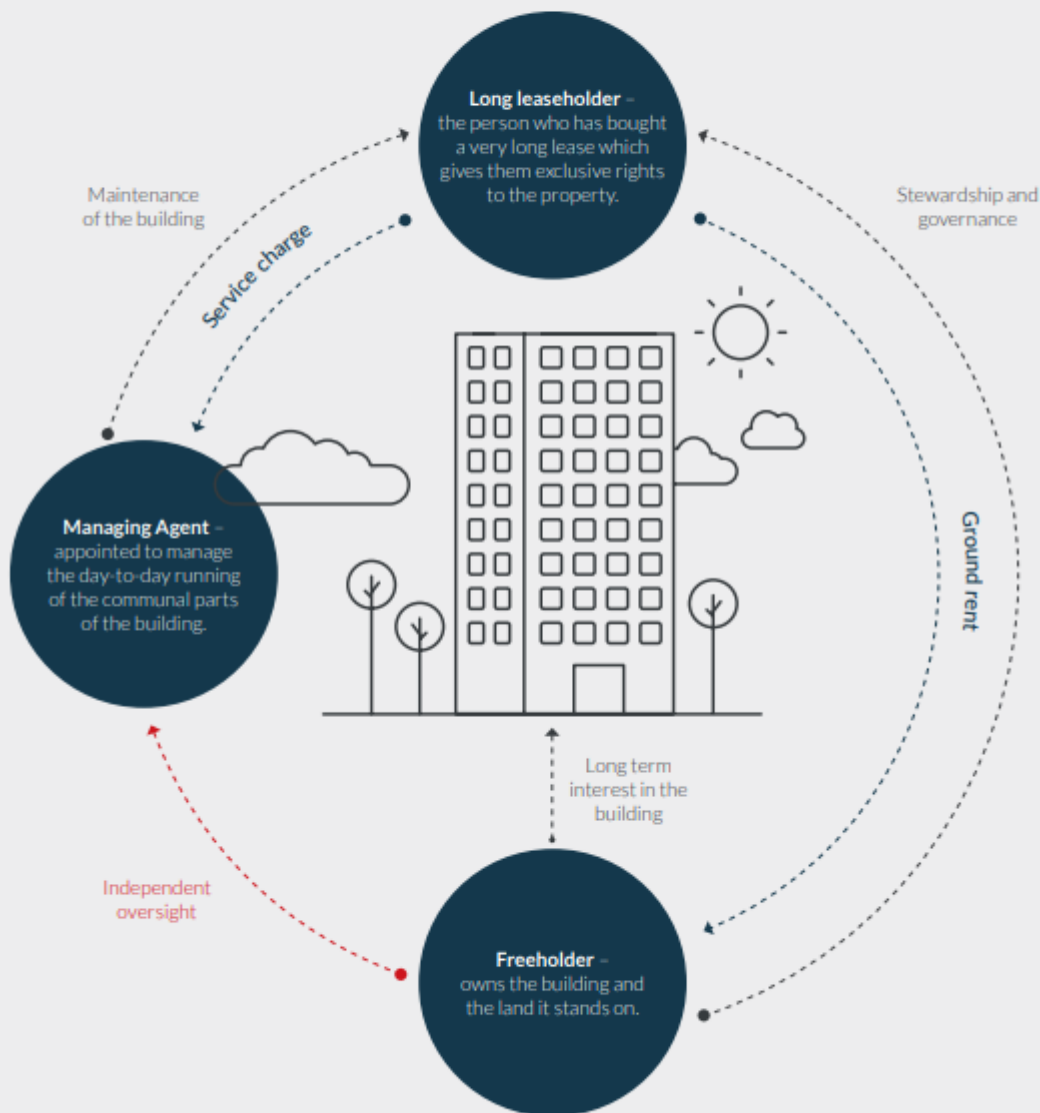 Long leaseholder –
the person who has bought
a very long lease which
gives them exclusive rights
to the property.
Maintenance
of the building
Service charge
Stewardship and
governance
Managing Agent –
appointed to manage
the day-to-day running
of the communal parts
of the building.
Ground rent
Long term
interest in the
building
Independent
oversight
Freeholder –
owns the building and
the land it stands on.